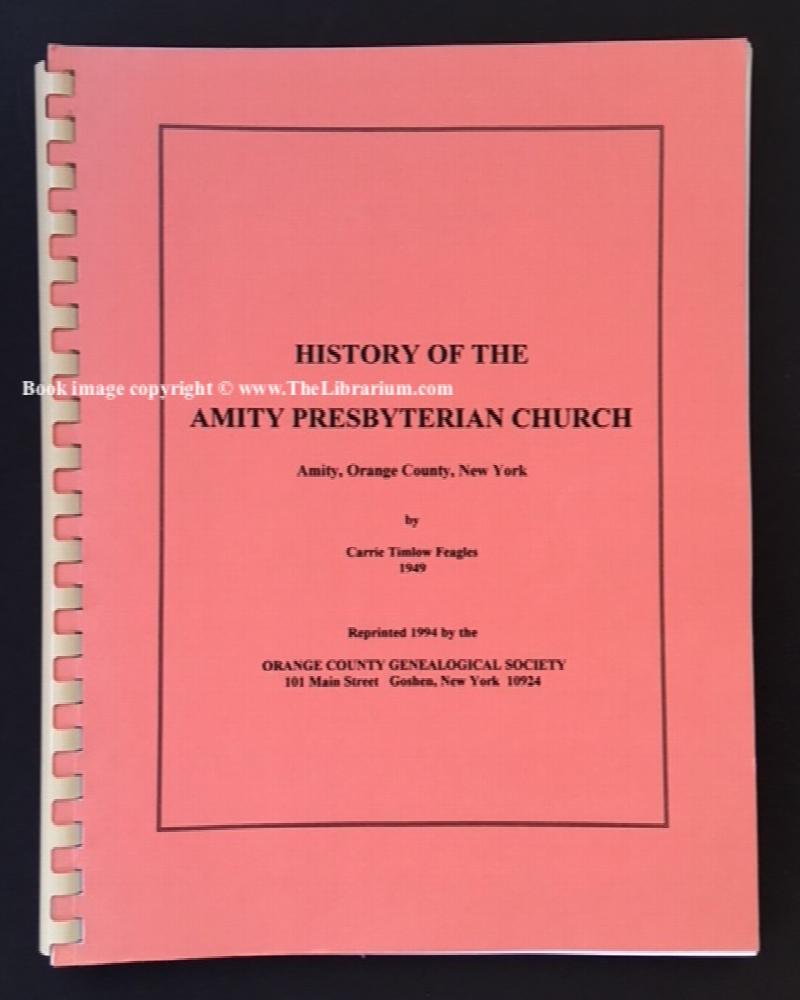 HISTORY OF THE
Book image copyright © www.TheLibrarium.com
AMITY PRESBYTERIAN CHURCH
Amity, Orange County, New York
by
Carrie Timlow Feagles
1949
Reprinted 1994 by the
ORANGE COUNTY GENEALOGICAL SOCIETY
101 Main Street Goshen, New York 10924